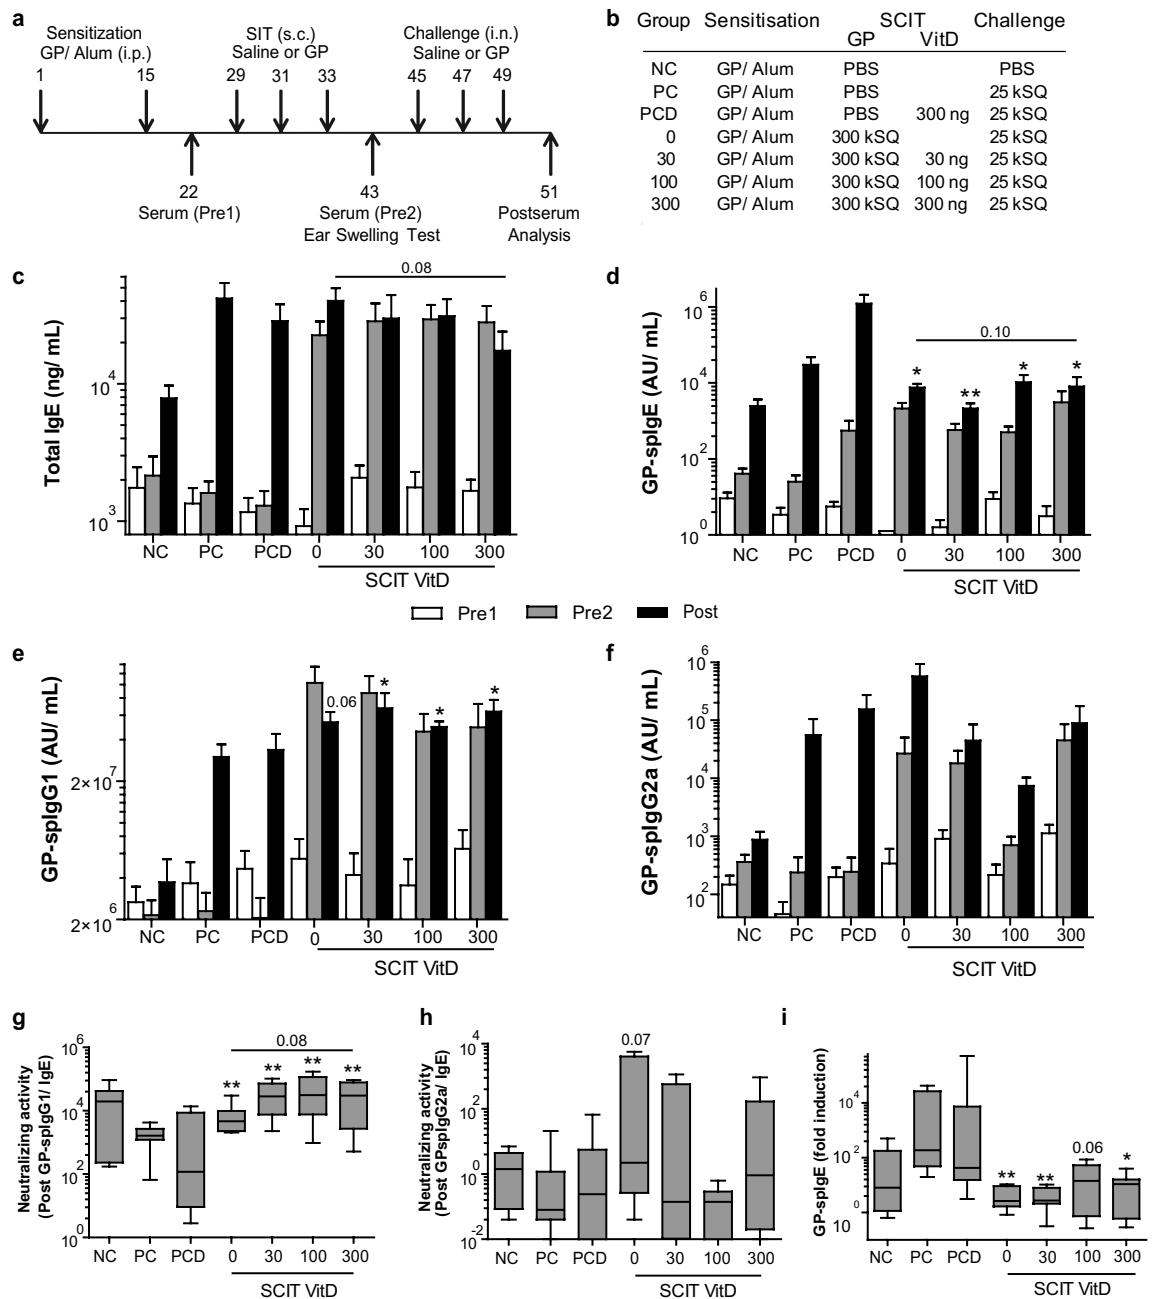 a
Sensitization
GP/ Alum (i.p.)
SIT (s.c.)
Saline or GP
Challenge (i.n.)
Saline or GP
1 15 29 31 33 45 47 49
22 43 51
Serum (Pre1)
Serum (Pre2)
Ear Swelling Test
Postserum
Analysis
b
Group Sensitisation SCIT Challenge
GP VitD
NC GP/ Alum PBS PBS
PC GP/ Alum PBS 25 kSQ
PCD GP/ Alum PBS 300 ng 25 kSQ
0 GP/ Alum 300 kSQ 25 kSQ
30 GP/ Alum 300 kSQ 30 ng 25 kSQ
100 GP/ Alum 300 kSQ 100 ng 25 kSQ
300 GP/ Alum 300 kSQ 300 ng 25 kSQ
c
Total IgE (ng/ mL)
10^4
10^3
0.08
NC PC PCD 0 30 100 300
SCIT VitD
d
GP-spIgE (AU/ mL)
10^6
10^4
10^2
10^0
0.10
* ** * *
NC PC PCD 0 30 100 300
SCIT VitD
Pre1 Pre2 Post
e
GP-spIgG1 (AU/ mL)
2×10^7
2×10^6
0.06 * * *
NC PC PCD 0 30 100 300
SCIT VitD
f
GP-spIgG2a (AU/ mL)
10^6
10^5
10^4
10^3
10^2
NC PC PCD 0 30 100 300
SCIT VitD
g
Neutralizing activity
(Post GP-spIgG1/ IgE)
10^6
10^4
10^2
10^0
0.08
** ** ** **
NC PC PCD 0 30 100 300
SCIT VitD
h
Neutralizing activity
(Post GPspIgG2a/ IgE)
10^4
10^2
10^0
10^-2
0.07
NC PC PCD 0 30 100 300
SCIT VitD
i
GP-spIgE (fold induction)
10^4
10^2
10^0
** ** 0.06 *
NC PC PCD 0 30 100 300
SCIT VitD